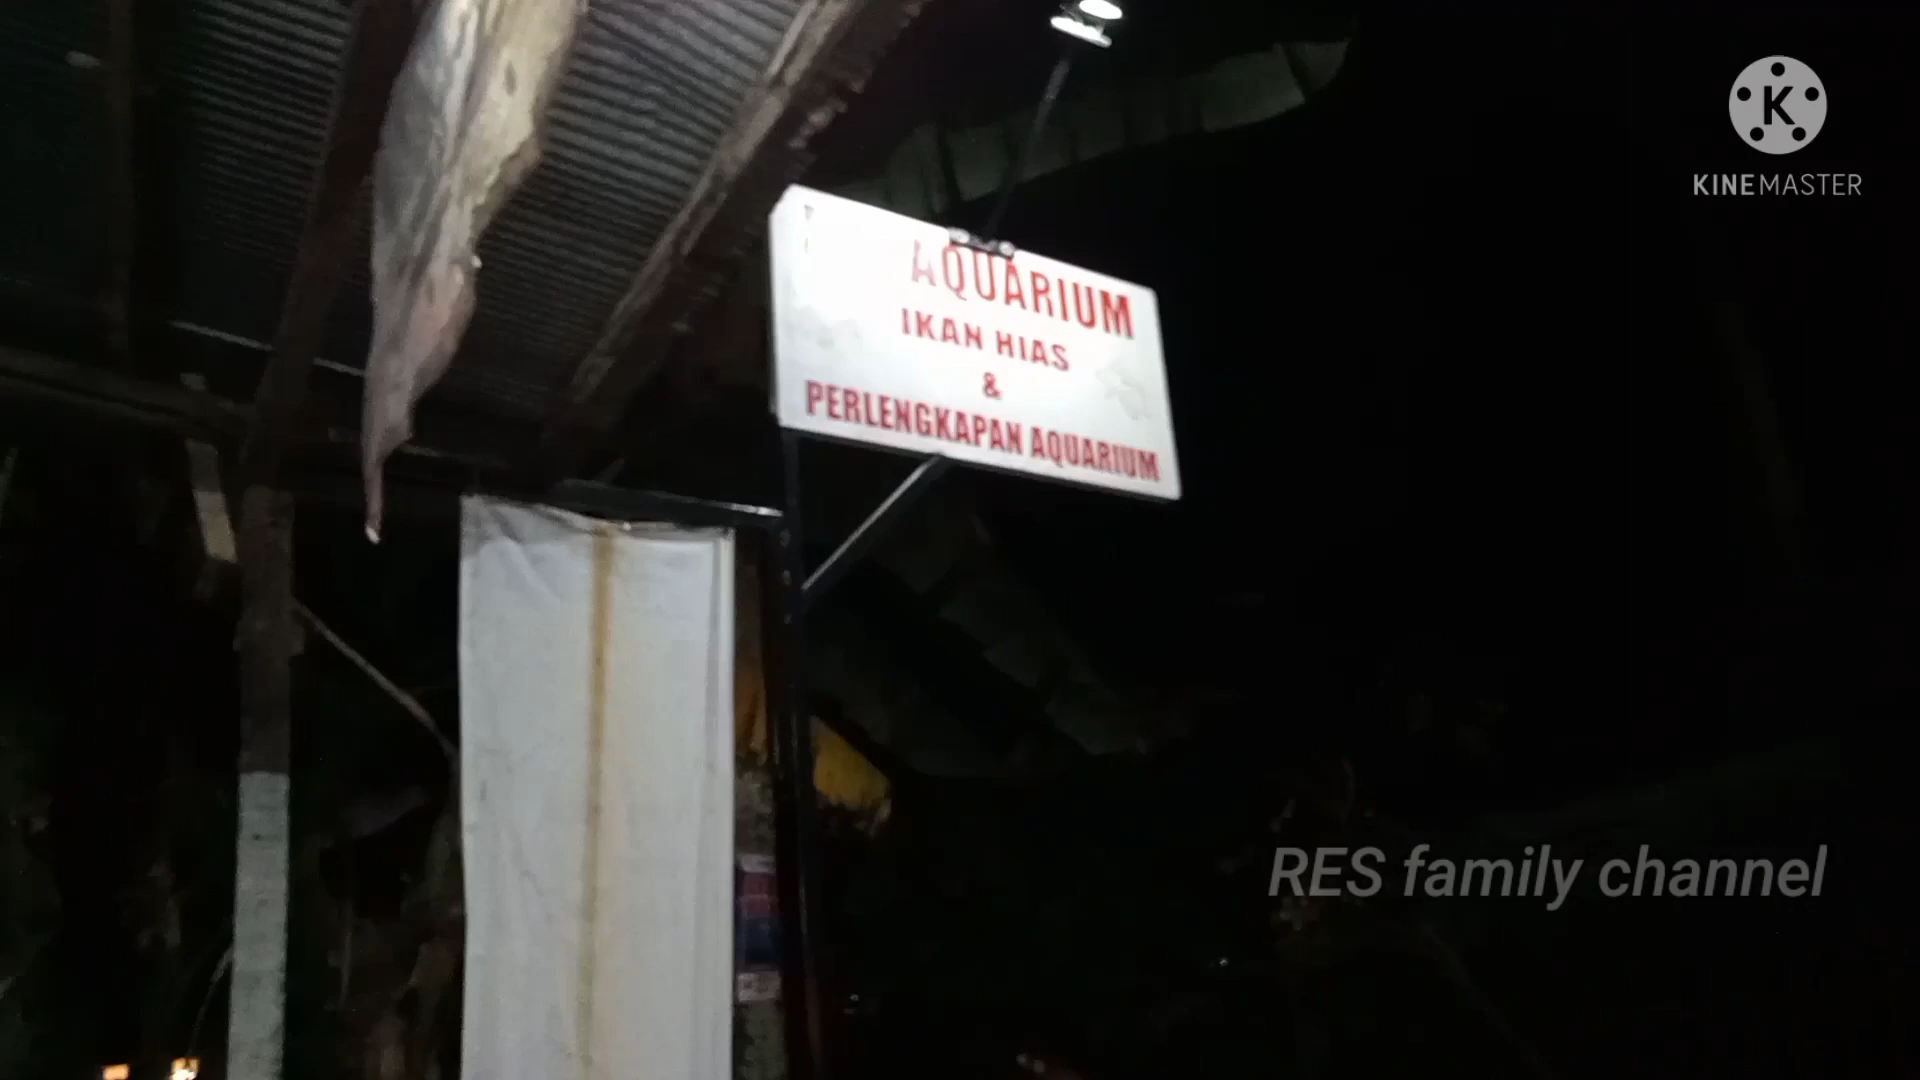 KINEMASTER
AQUARIUM
IKAN HIAS
&
PERLENGKAPAN AQUARIUM
RES family channel